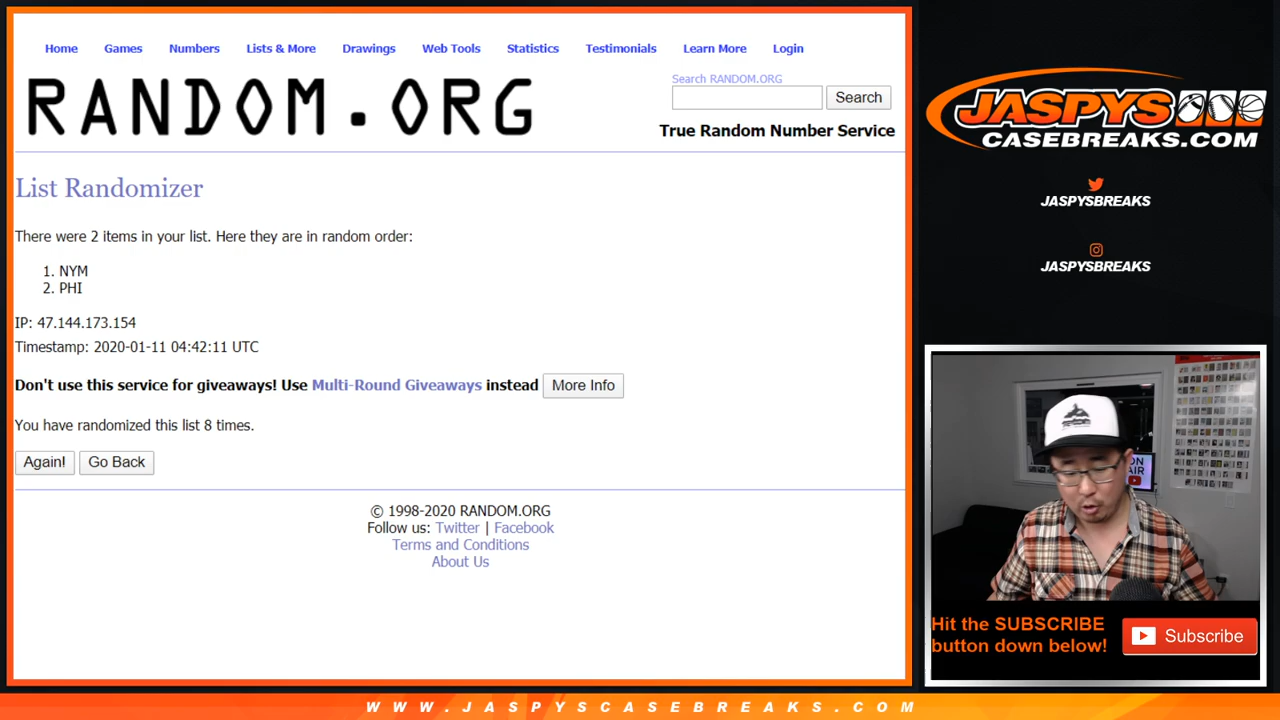 Home Games Numbers Lists & More Drawings Web Tools Statistics Testimonials Learn More Login
RANDOM.ORG
Search RANDOM.ORG
Search
True Random Number Service
List Randomizer
There were 2 items in your list. Here they are in random order:
1. NYM
2. PHI
IP: 47.144.173.154
Timestamp: 2020-01-11 04:42:11 UTC
Don't use this service for giveaways! Use Multi-Round Giveaways instead More Info
You have randomized this list 8 times.
Again! Go Back
© 1998-2020 RANDOM.ORG
Follow us: Twitter | Facebook
Terms and Conditions
About Us
JASPYS
CASEBREAKS.COM
JASPYSBREAKS
JASPYSBREAKS
ON
AIR
Hit the SUBSCRIBE
button down below!
Subscribe
WWW.JASPYSCASEBREAKS.COM